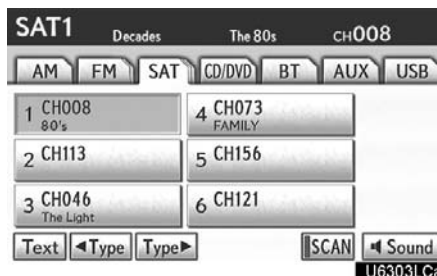 SAT1 Decades The 80s CH008
AM FM SAT CD/DVD BT AUX USB
1 CH008
80's
4 CH073
FAMILY
2 CH113
5 CH156
3 CH046
The Light
6 CH121
Text ◄Type Type► SCAN Sound